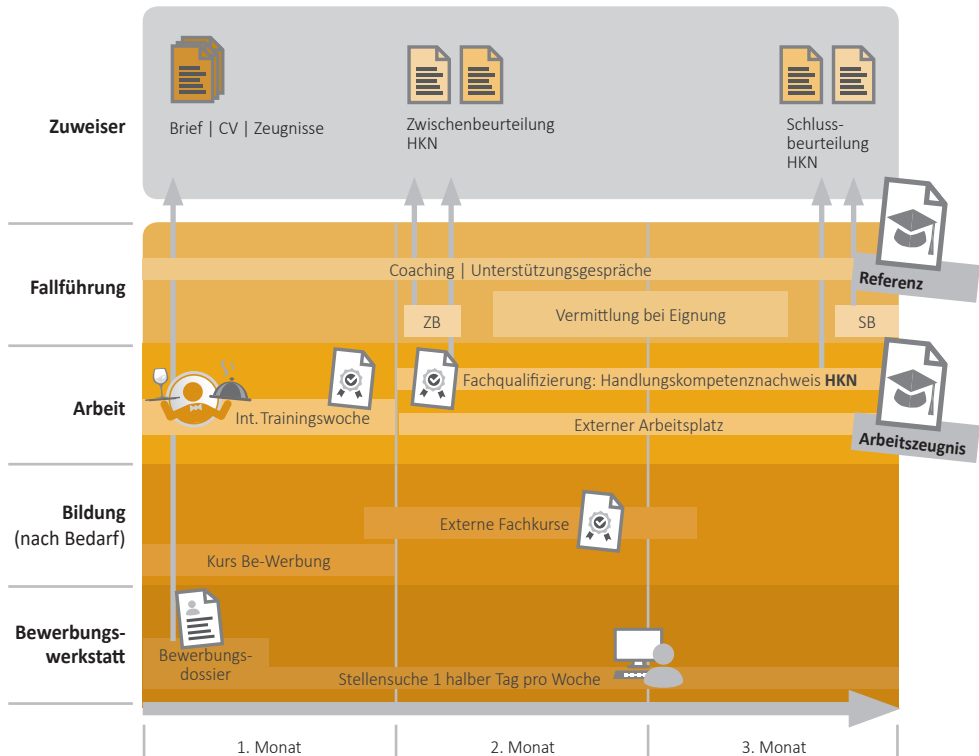 Zuweiser
Brief | CV | Zeugnisse
Zwischenbeurteilung
HKN
Schluss-
beurteilung
HKN
Fallführung
Coaching | Unterstützungsgespräche
Referenz
ZB
Vermittlung bei Eignung
SB
Arbeit
Fachqualifizierung: Handlungskompetenznachweis HKN
Int. Trainingswoche
Externer Arbeitsplatz
Arbeitszeugnis
Bildung
(nach Bedarf)
Externe Fachkurse
Kurs Be-Werbung
Bewerbungs-
werkstatt
Bewerbungs-
dossier
Stellensuche 1 halber Tag pro Woche
1. Monat
2. Monat
3. Monat